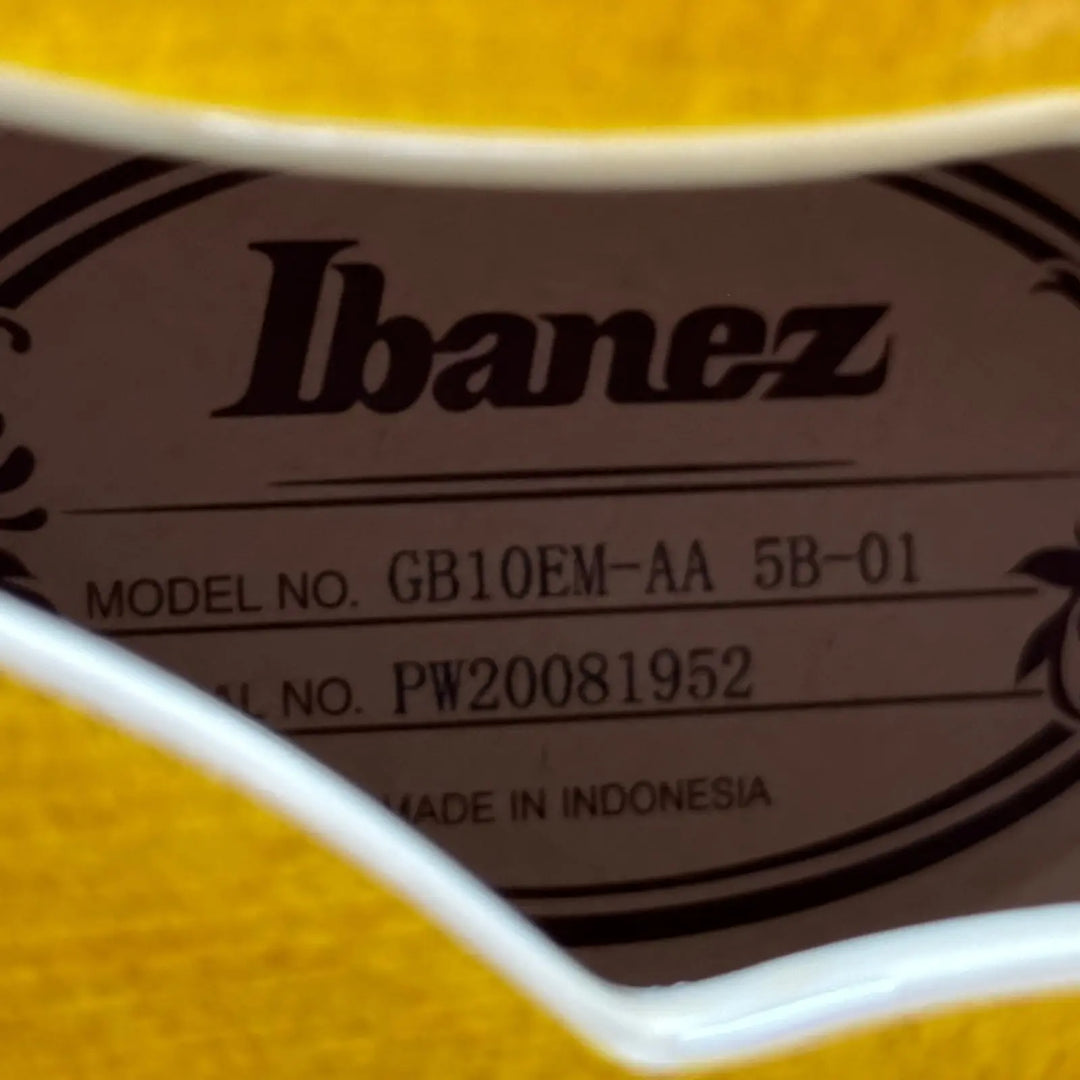 Ibanez
MODEL NO. GB10EM-AA 5B-01
NO. PW20081952
MADE IN INDONESIA